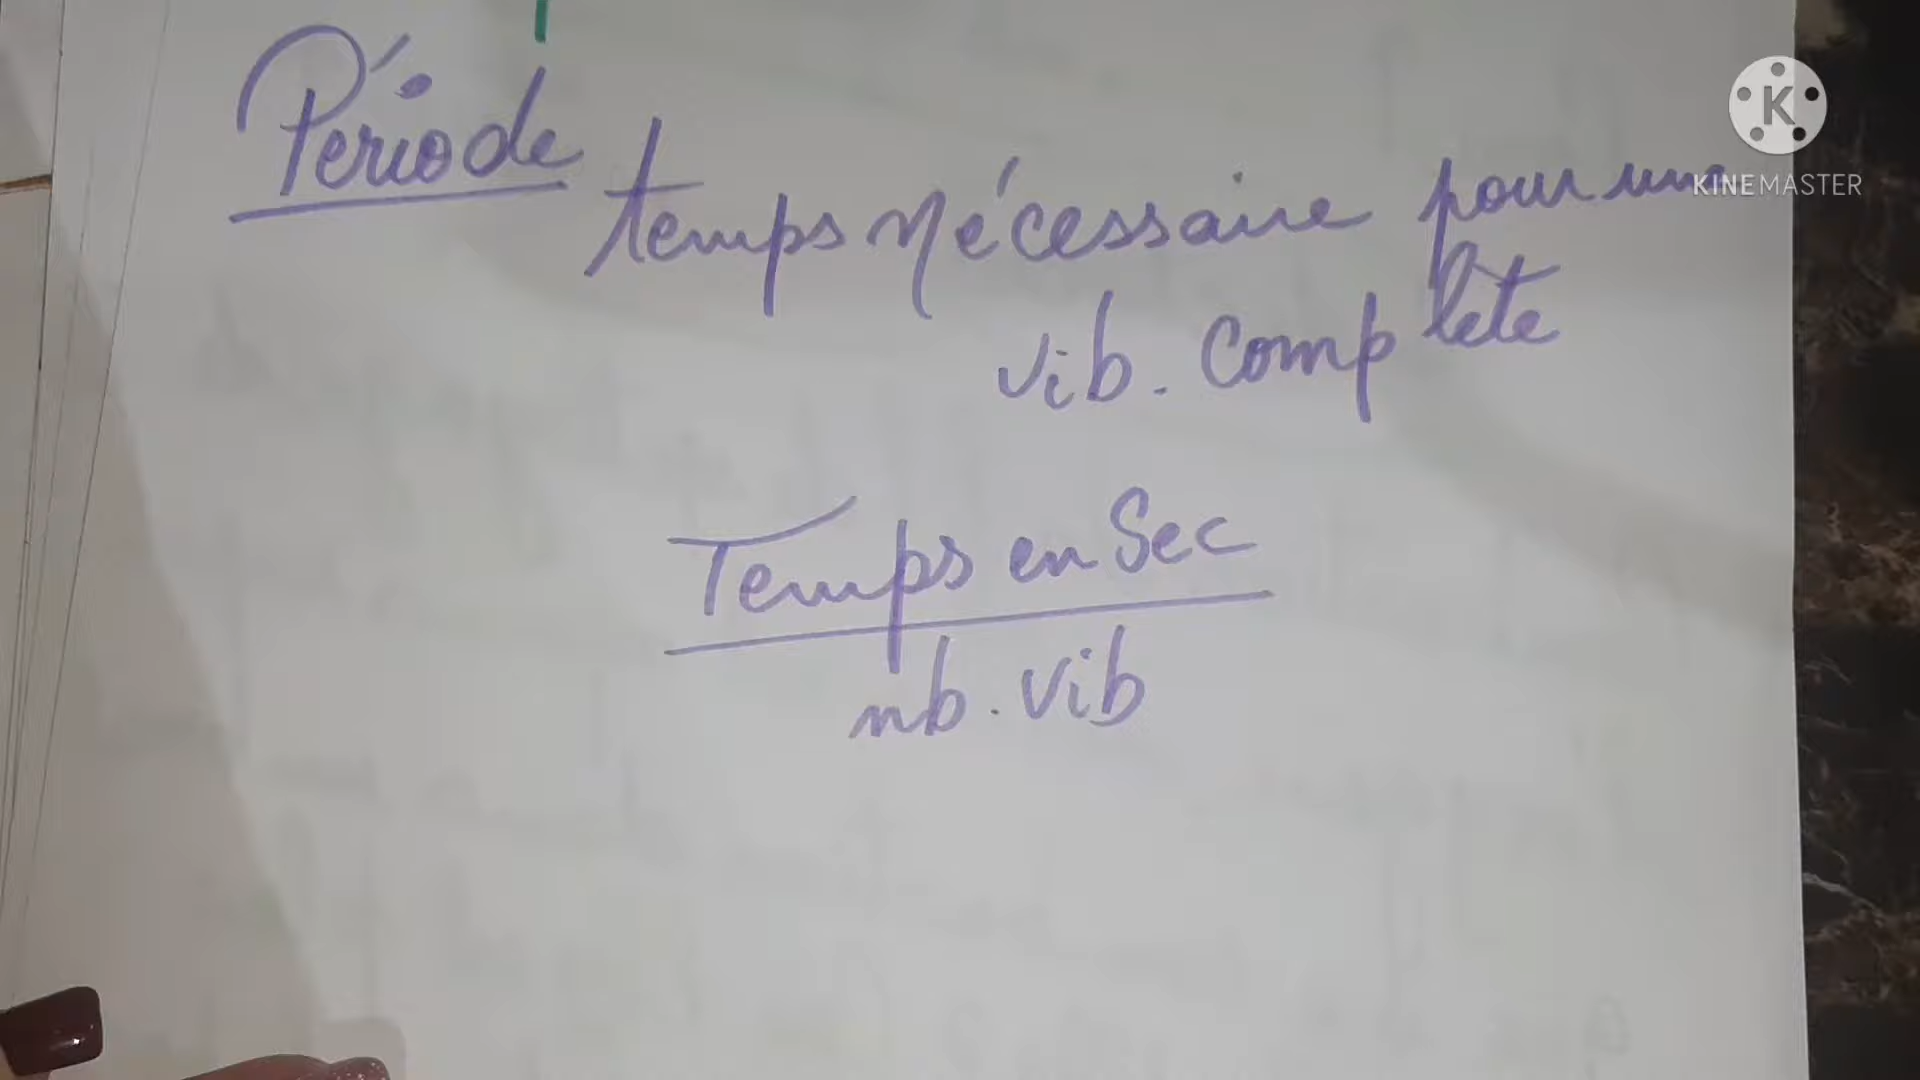 Période
temps nécessaire pour une
vib. complète
Temps en Sec
nb. vib
K
KINEMASTER